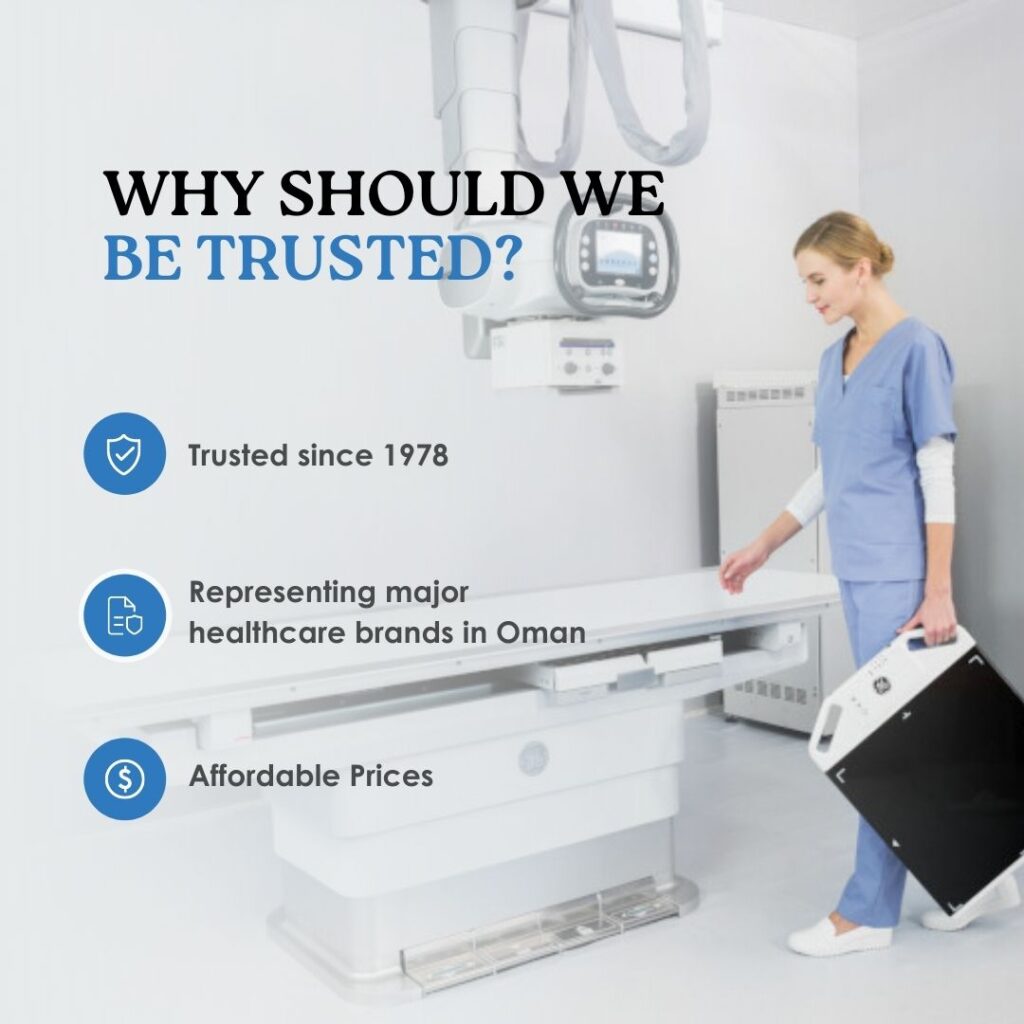 WHY SHOULD WE
BE TRUSTED?
Trusted since 1978
Representing major
healthcare brands in Oman
Affordable Prices